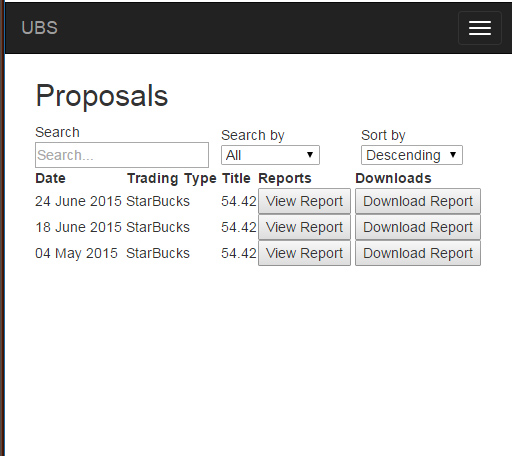 UBS
Proposals
Search Search by Sort by
Search... All Descending
Date Trading Type Title Reports Downloads
24 June 2015 StarBucks 54.42 View Report Download Report
18 June 2015 StarBucks 54.42 View Report Download Report
04 May 2015 StarBucks 54.42 View Report Download Report